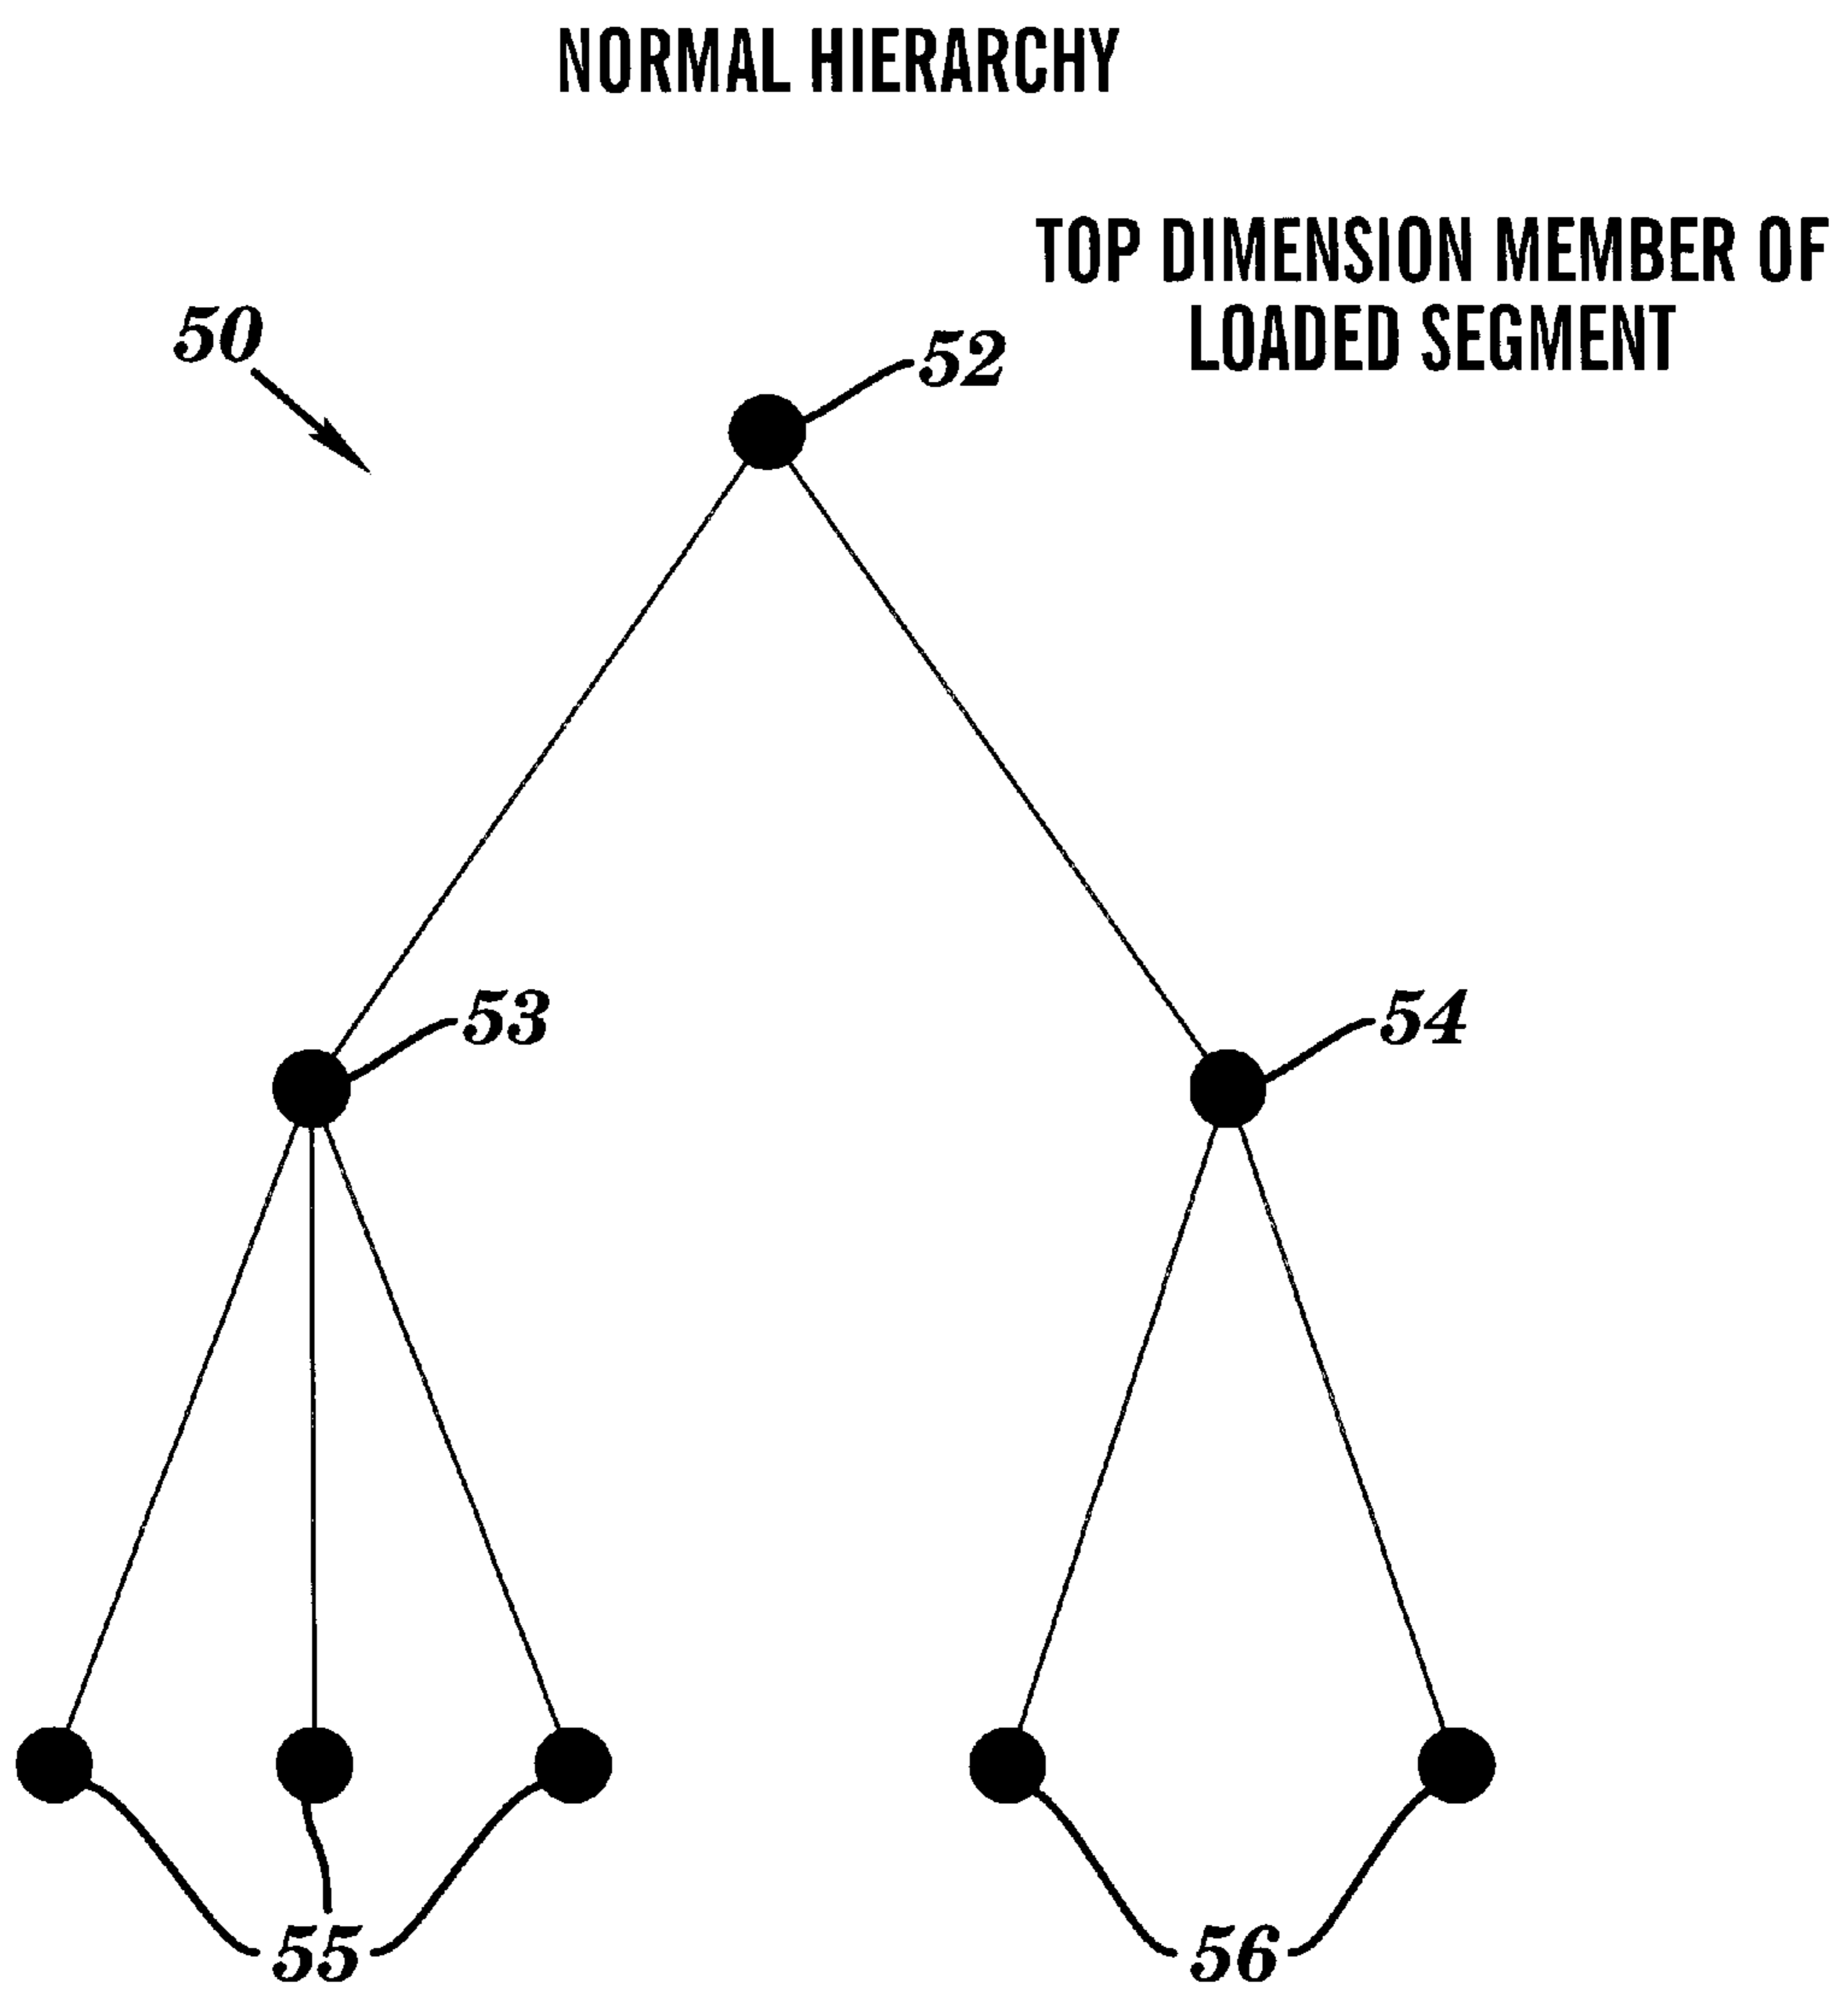 NORMAL HIERARCHY
TOP DIMENSION MEMBER OF
LOADED SEGMENT
50
52
53
54
55
56